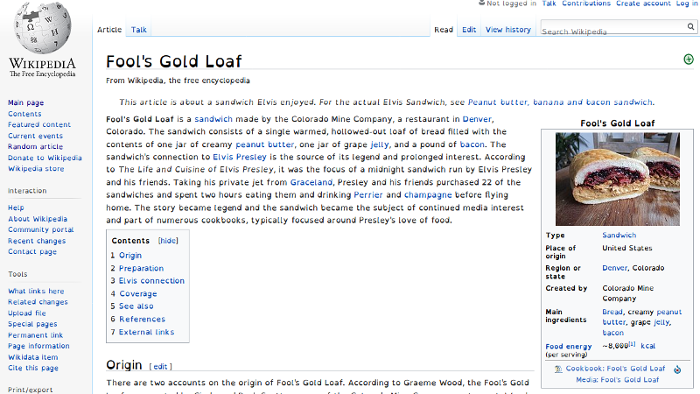 Not logged in Talk Contributions Create account Log in
Article Talk Read Edit View history Search Wikipedia
WIKIPEDIA
The Free Encyclopedia
Main page
Contents
Featured content
Current events
Random article
Donate to Wikipedia
Wikipedia store
Interaction
Help
About Wikipedia
Community portal
Recent changes
Contact page
Tools
What links here
Related changes
Upload file
Special pages
Permanent link
Page information
Wikidata item
Cite this page
Print/export
Fool's Gold Loaf
From Wikipedia, the free encyclopedia
This article is about a sandwich Elvis enjoyed. For the actual Elvis Sandwich, see Peanut butter, banana and bacon sandwich.
Fool's Gold Loaf is a sandwich made by the Colorado Mine Company, a restaurant in Denver,
Colorado. The sandwich consists of a single warmed, hollowed-out loaf of bread filled with the
contents of one jar of creamy peanut butter, one jar of grape jelly, and a pound of bacon. The
sandwich's connection to Elvis Presley is the source of its legend and prolonged interest. According
to The Life and Cuisine of Elvis Presley, it was the focus of a midnight sandwich run by Elvis Presley
and his friends. Taking his private jet from Graceland, Presley and his friends purchased 22 of the
sandwiches and spent two hours eating them and drinking Perrier and champagne before flying
home. The story became legend and the sandwich became the subject of continued media interest
and part of numerous cookbooks, typically focused around Presley's love of food.
Contents [hide]
1 Origin
2 Preparation
3 Elvis connection
4 Coverage
5 See also
6 References
7 External links
Fool's Gold Loaf
Type Sandwich
Place of origin United States
Region or state Denver, Colorado
Created by Colorado Mine
Company
Main ingredients Bread, creamy peanut
butter, grape jelly,
bacon
Food energy (per serving) ~8,000[1] kcal
Cookbook: Fool's Gold Loaf
Media: Fool's Gold Loaf
Origin [ edit ]
There are two accounts on the origin of Fool's Gold Loaf. According to Graeme Wood, the Fool's Gold